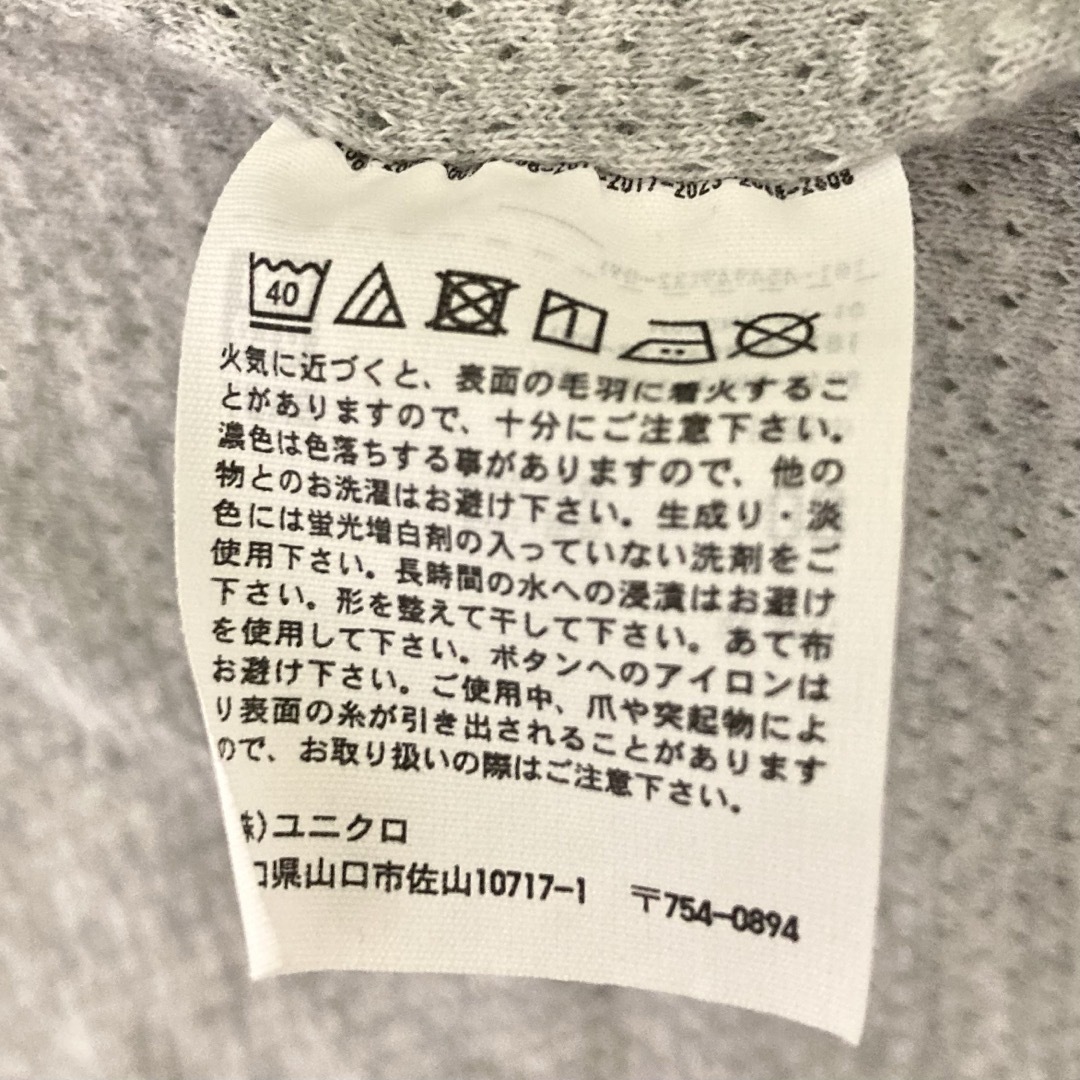 2017-2023
40
火気に近づくと、表面の毛羽に着火するこ
とがありますので、十分にご注意下さい。
濃色は色落ちする事がありますので、他の
物とのお洗濯はお避け下さい。生成り・淡
色には蛍光増白剤の入っていない洗剤をご
使用下さい。長時間の水への浸漬はお避け
下さい。形を整えて干して下さい。あて布
を使用して下さい。ボタンへのアイロンは
お避け下さい。ご使用中、爪や突起物によ
り表面の糸が引き出されることがあります
ので、お取り扱いの際はご注意下さい。
株)ユニクロ
口県山口市佐山10717-1 〒754-0894